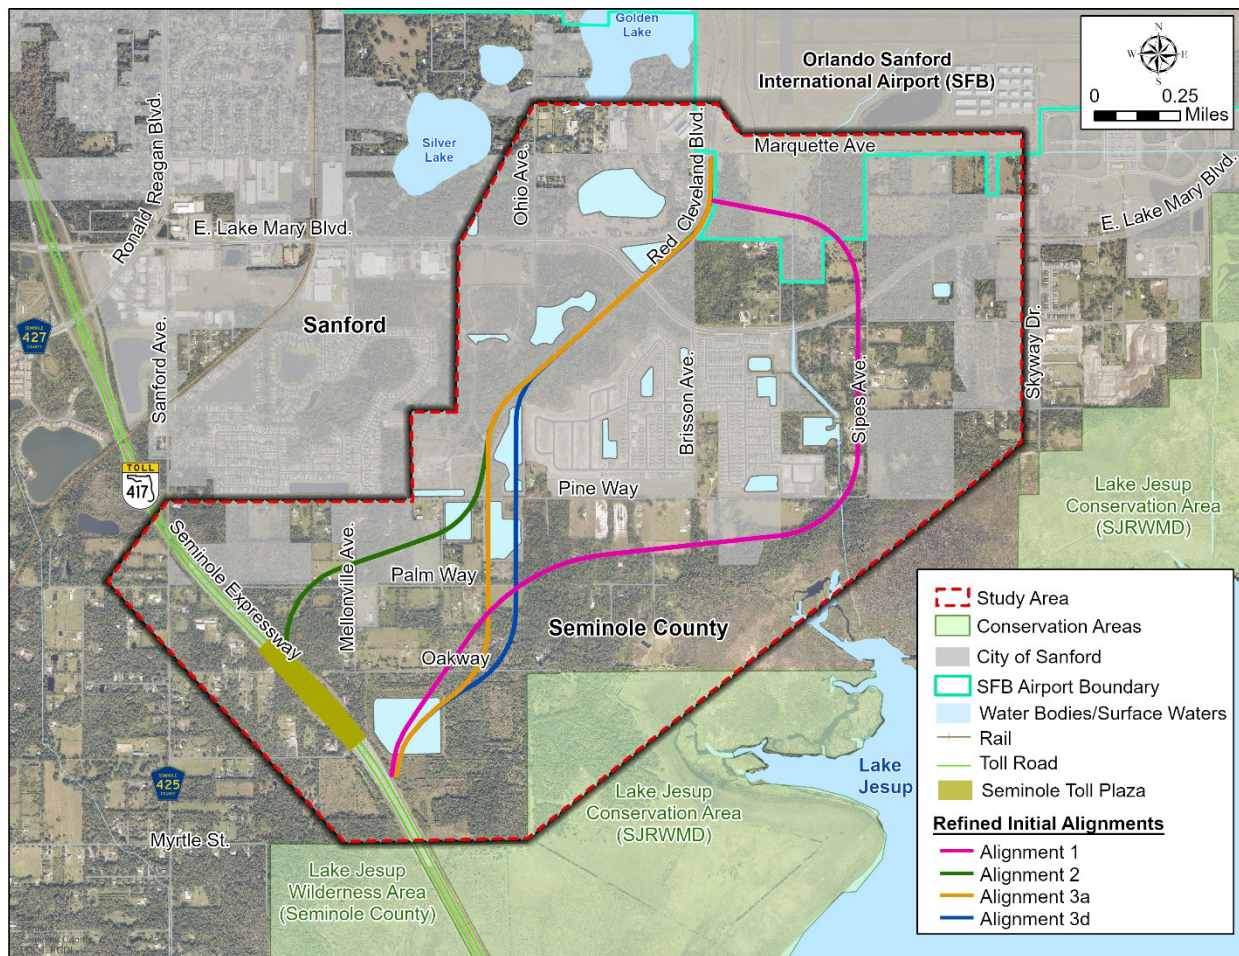 Golden
Lake
Orlando Sanford
International Airport (SFB)
N
W
E
S
0
0.25
Miles
Silver
Lake
Ohio Ave.
Red Cleveland Blvd.
Marquette Ave
Ronald Reagan Blvd.
E. Lake Mary Blvd.
E. Lake Mary Blvd.
Sanford
SEMINOLE
427
COUNTY
Sanford Ave.
Brisson Ave.
Sipes Ave.
Skyway Dr.
TOLL
417
Pine Way
Lake Jesup
Conservation Area
(SJRWMD)
Seminole Expressway
Mellonville Ave.
Palm Way
Seminole County
Oakway
SEMINOLE
425
COUNTY
Myrtle St.
Lake
Jesup
Lake Jesup
Conservation Area
(SJRWMD)
Lake Jesup
Wilderness Area
(Seminole County)
Study Area
Conservation Areas
City of Sanford
SFB Airport Boundary
Water Bodies/Surface Waters
Rail
Toll Road
Seminole Toll Plaza
Refined Initial Alignments
Alignment 1
Alignment 2
Alignment 3a
Alignment 3d